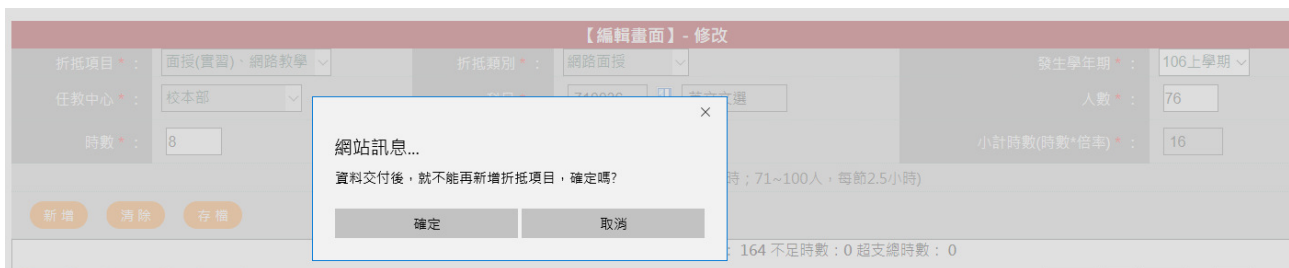 【編輯畫面】- 修改
折抵項目*： 面授(實習)、網路教學 折抵類別*： 網路面授 發生學年期*： 106上學期
任教中心*： 校本部 英文文選 人數*： 76
網站訊息...
時數*： 8 小計時數(時數*倍率)*： 16
資料交付後，就不能再新增折抵項目，確定嗎?
時；71~100人，每節2.5小時)
確定 取消
新增 清除 存檔
： 164 不足時數：0 超支總時數： 0